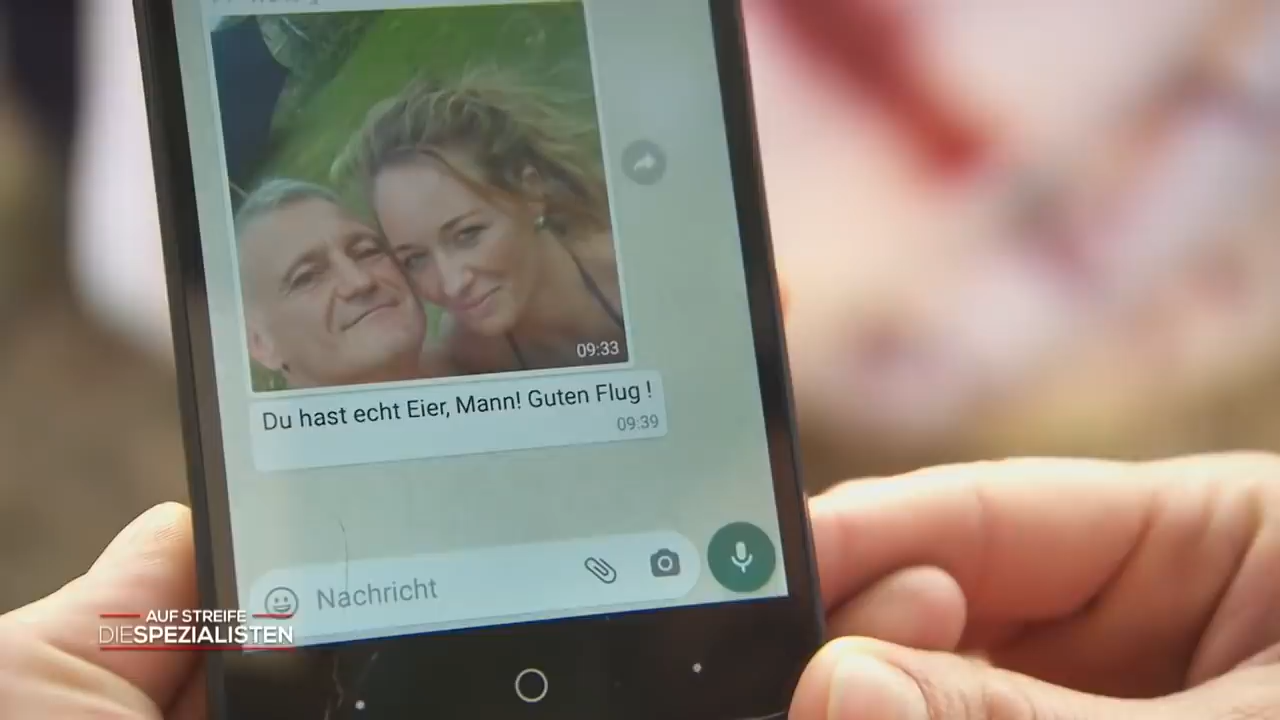 09:33
Du hast echt Eier, Mann! Guten Flug !
09:39
Nachricht
AUF STREIFE
DIE SPEZIALISTEN